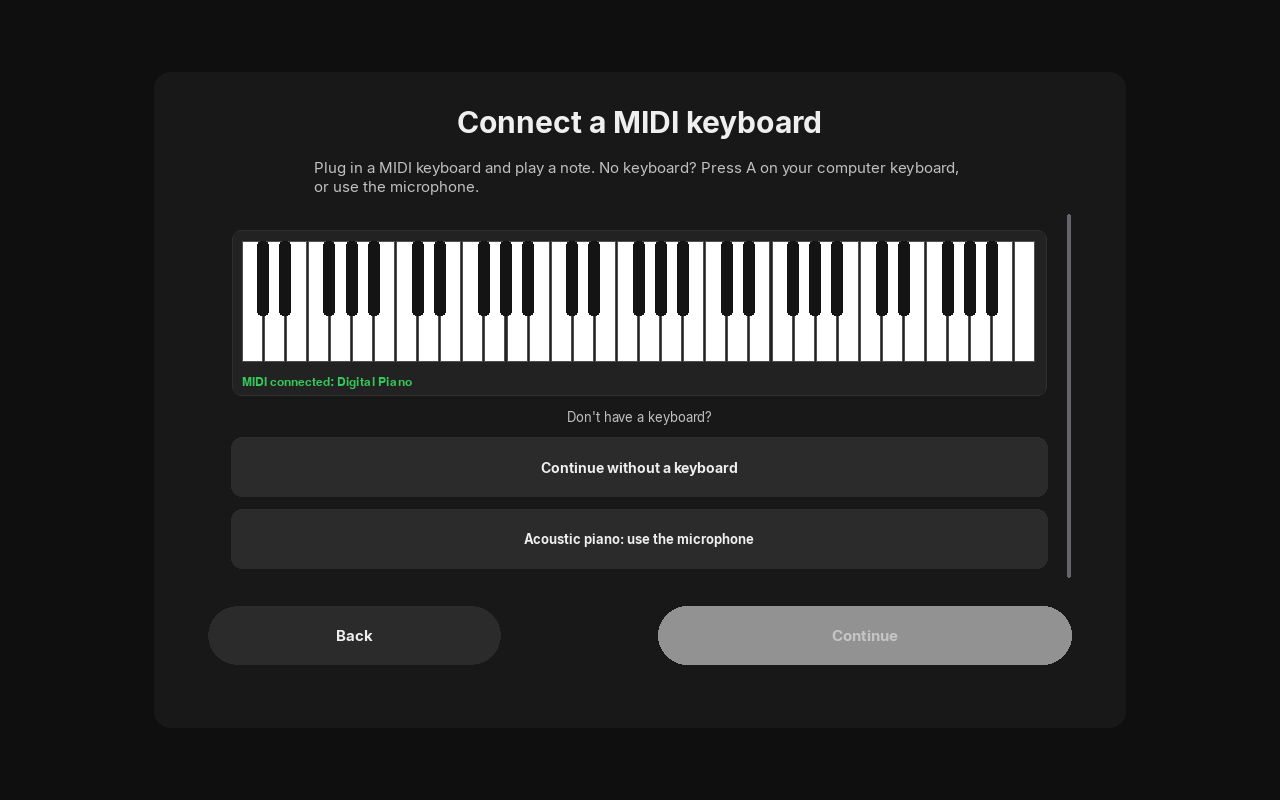 Connect a MIDI keyboard
Plug in a MIDI keyboard and play a note. No keyboard? Press A on your computer keyboard,
or use the microphone.
MIDI connected: Digital Piano
Don't have a keyboard?
Continue without a keyboard
Acoustic piano: use the microphone
Back
Continue